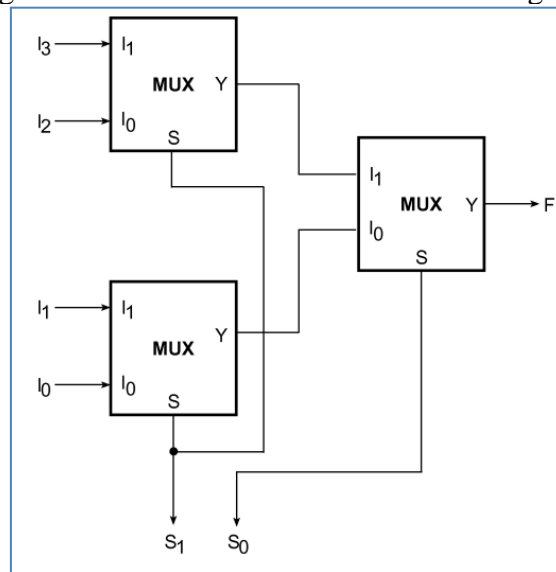 I₃ I₁
MUX Y
I₂ I₀
S
I₁
MUX Y F
I₀
S
I₁ I₁
Y
MUX
I₀ I₀
S
S₁ S₀